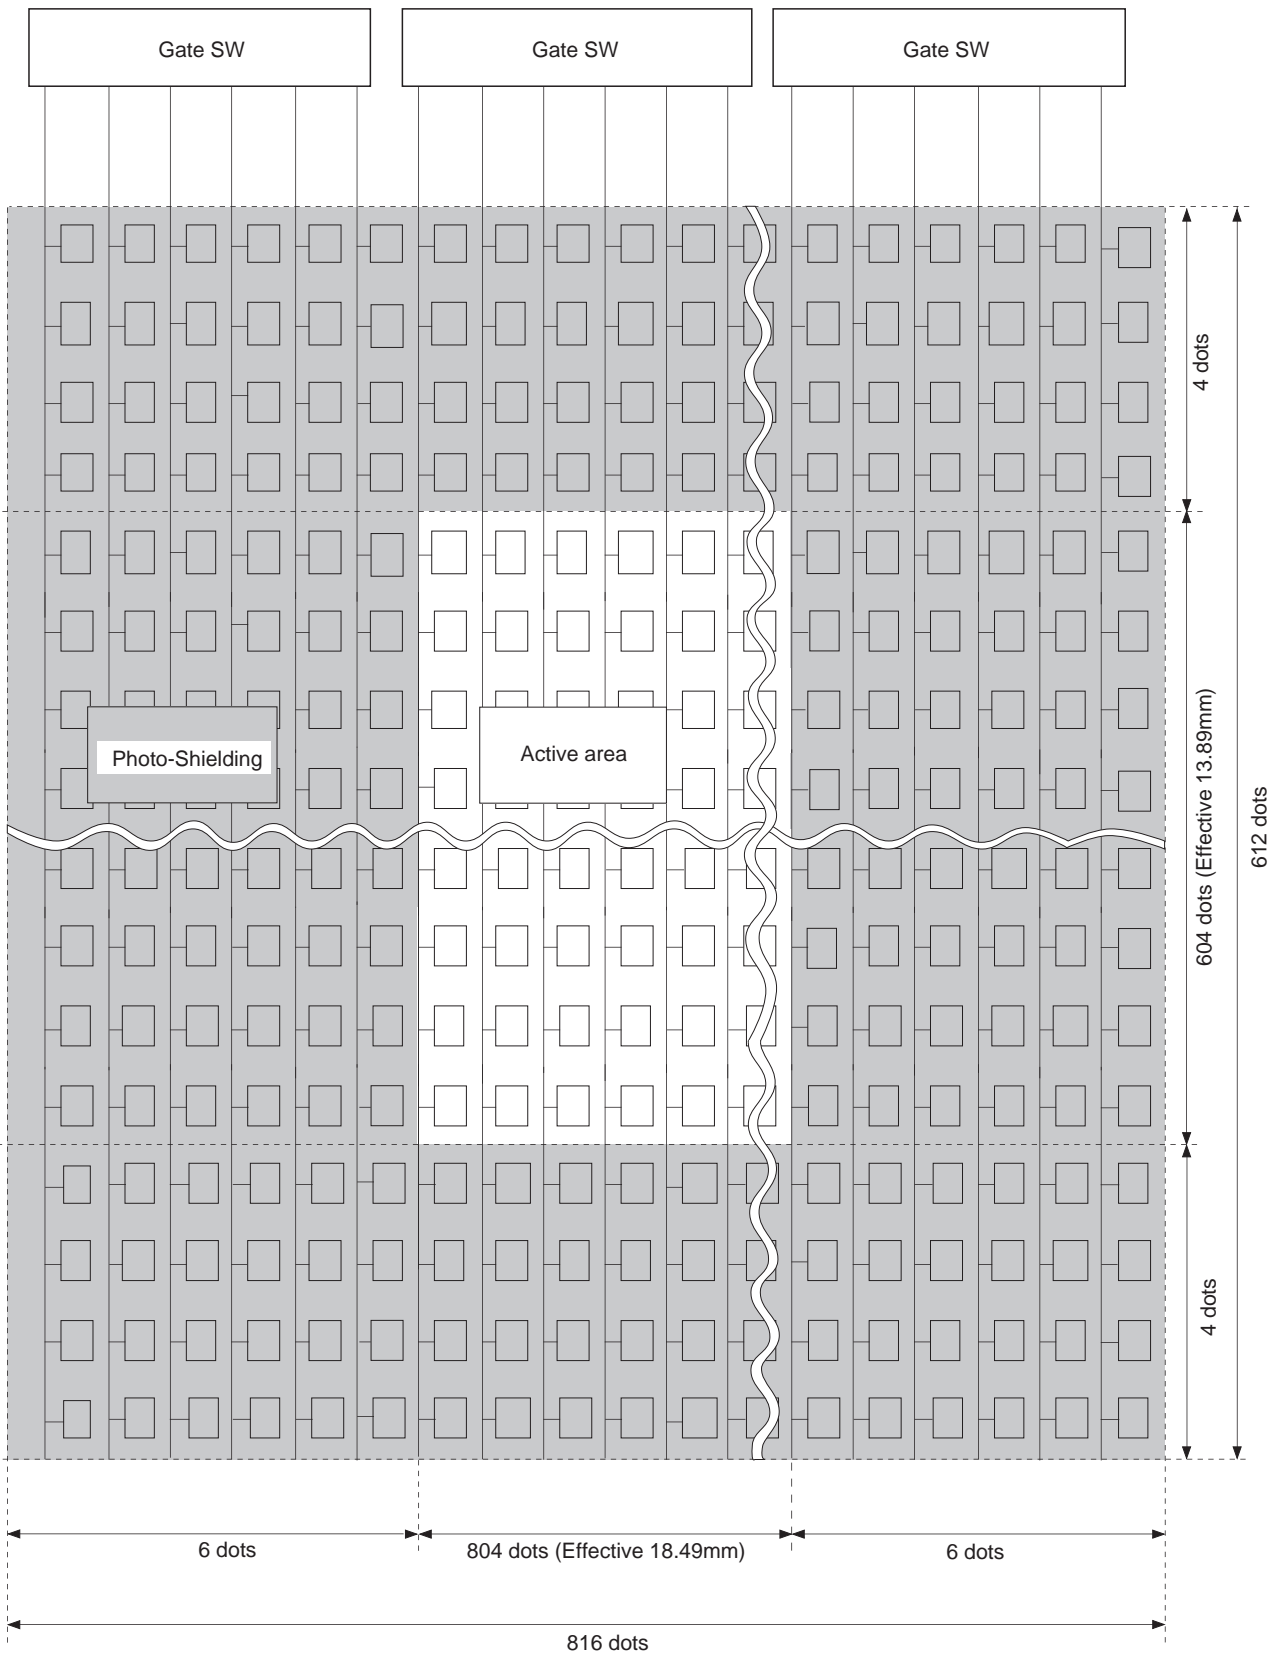 Gate SW
Gate SW
Gate SW
4 dots
604 dots (Effective 13.89mm)
612 dots
Photo-Shielding
Active area
4 dots
6 dots
804 dots (Effective 18.49mm)
6 dots
816 dots